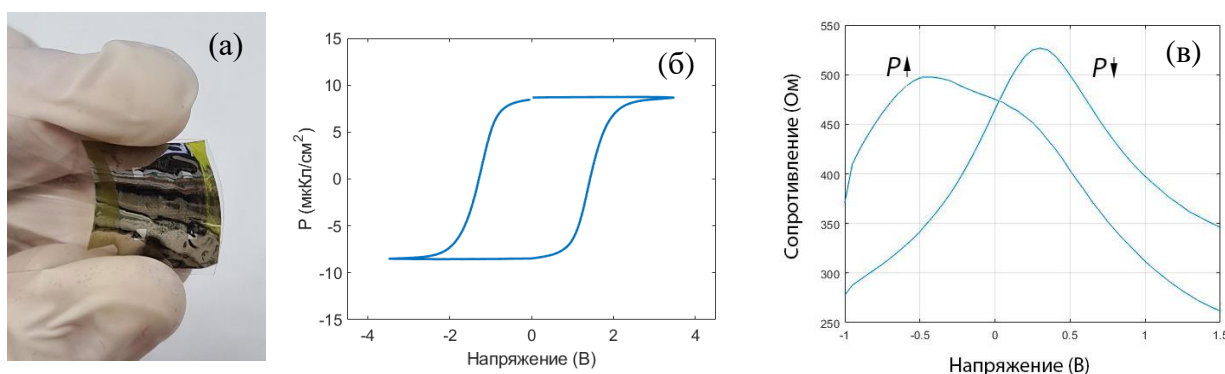 (а)
(б)
15
10
5
0
-5
-10
-15
P (мкКл/см²)
-4
-2
0
2
4
Напряжение (В)
(в)
P
P
550
500
450
400
350
300
250
Сопротивление (Ом)
-1
-0.5
0
0.5
1
1.5
Напряжение (В)